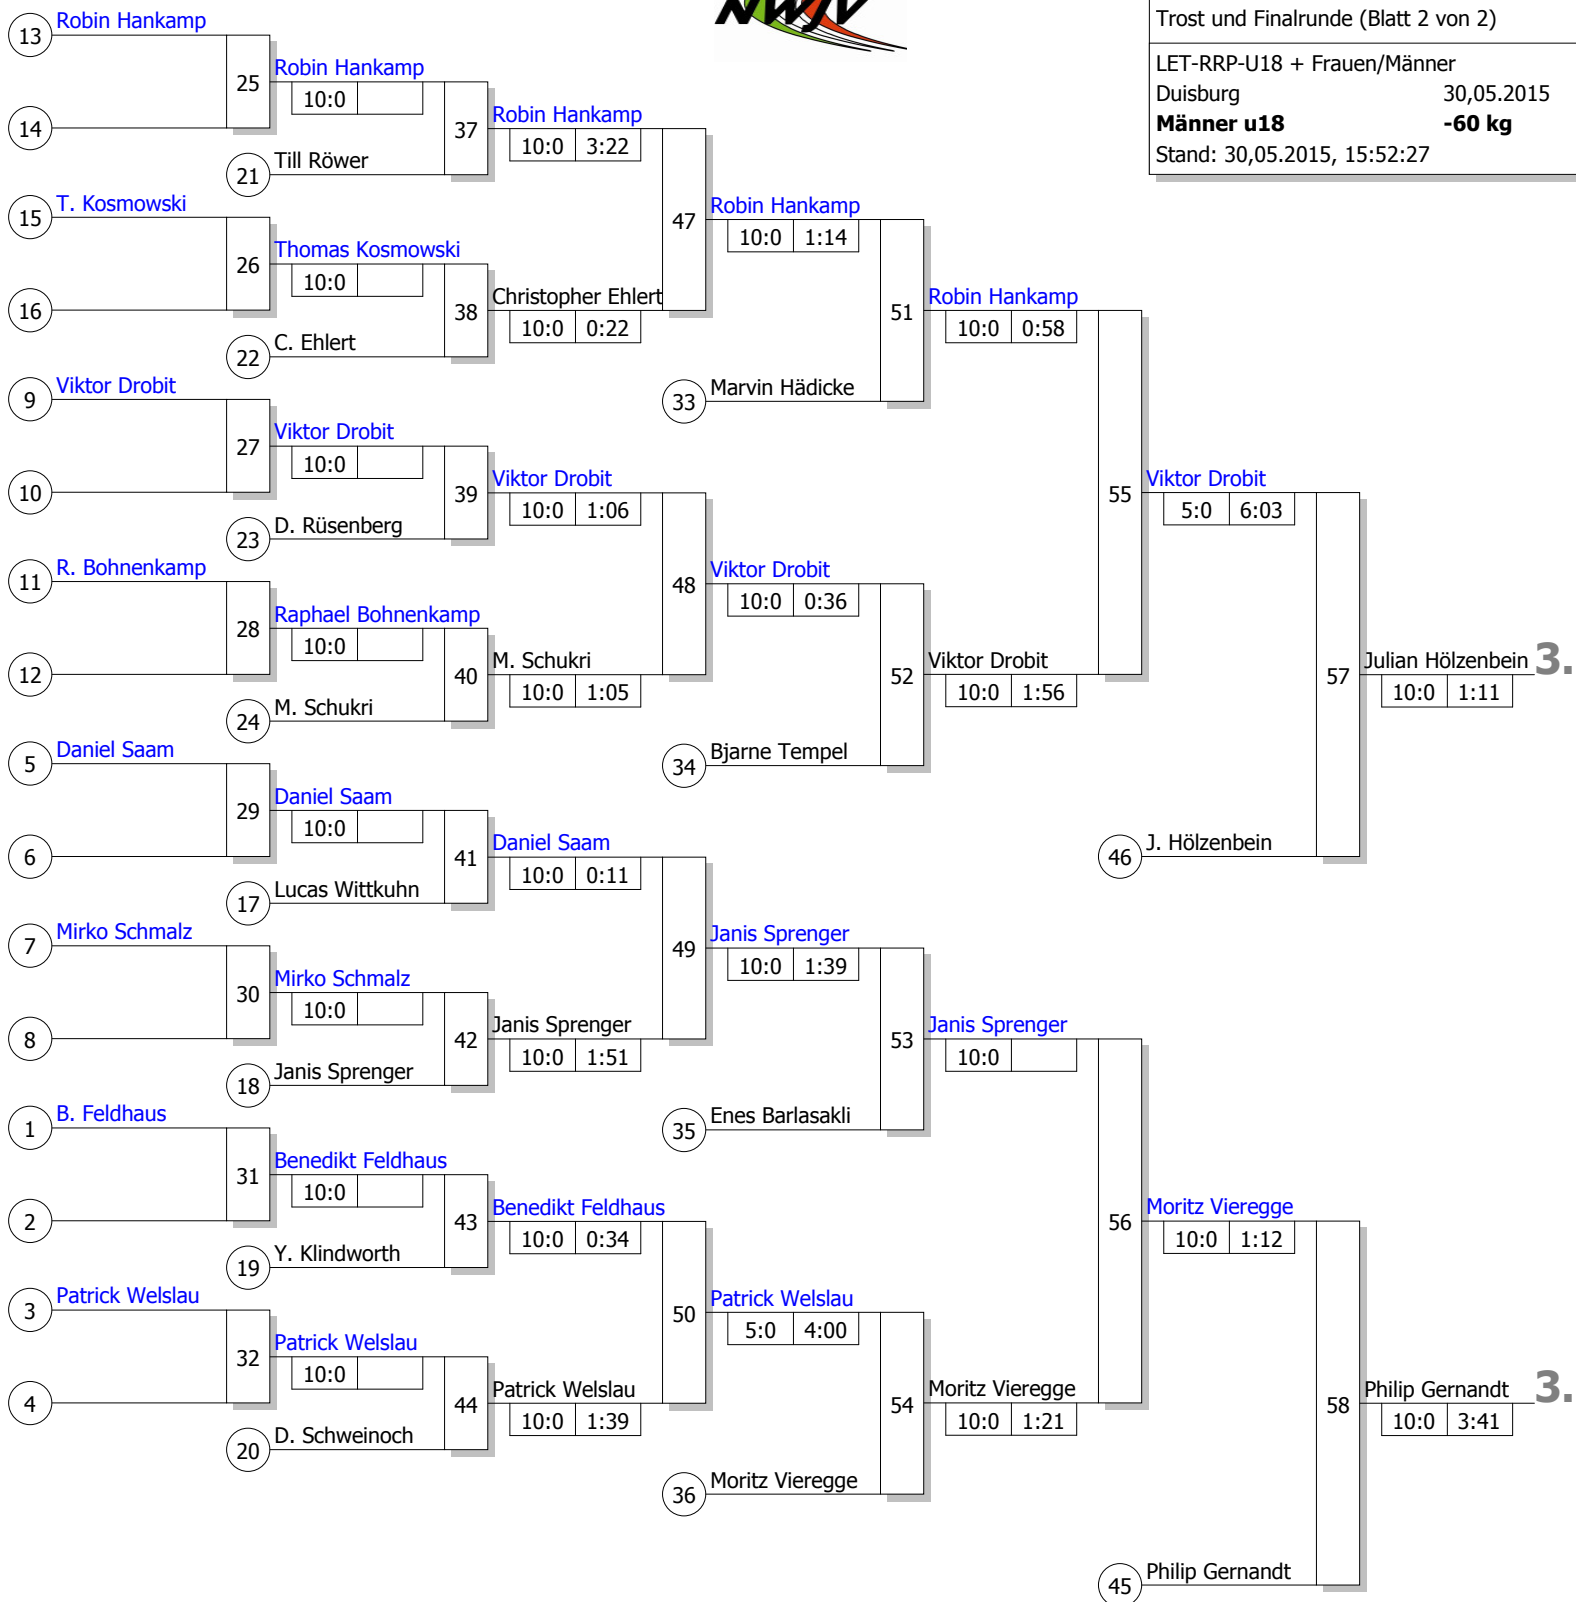 NWJV
Trost und Finalrunde (Blatt 2 von 2)
LET-RRP-U18 + Frauen/Männer
Duisburg 30,05.2015
Männer u18 -60 kg
Stand: 30,05.2015, 15:52:27
13 Robin Hankamp
25 Robin Hankamp
10:0
14
37 Robin Hankamp
10:0 3:22
21 Till Röwer
15 T. Kosmowski
47 Robin Hankamp
10:0 1:14
26 Thomas Kosmowski
10:0
16
38 Christopher Ehlert
10:0 0:22
22 C. Ehlert
51 Robin Hankamp
10:0 0:58
33 Marvin Hädicke
9 Viktor Drobit
27 Viktor Drobit
10:0
10
39 Viktor Drobit
10:0 1:06
23 D. Rüsenberg
55 Viktor Drobit
5:0 6:03
11 R. Bohnenkamp
48 Viktor Drobit
10:0 0:36
28 Raphael Bohnenkamp
10:0
12
40 M. Schukri
10:0 1:05
24 M. Schukri
52 Viktor Drobit
10:0 1:56
57 Julian Hölzenbein 3.
10:0 1:11
34 Bjarne Tempel
5 Daniel Saam
29 Daniel Saam
10:0
6
41 Daniel Saam
10:0 0:11
46 J. Hölzenbein
17 Lucas Wittkuhn
7 Mirko Schmalz
49 Janis Sprenger
10:0 1:39
30 Mirko Schmalz
10:0
8
42 Janis Sprenger
10:0 1:51
18 Janis Sprenger
53 Janis Sprenger
10:0
35 Enes Barlasakli
1 B. Feldhaus
31 Benedikt Feldhaus
10:0
2
43 Benedikt Feldhaus
10:0 0:34
19 Y. Klindworth
56 Moritz Vieregge
10:0 1:12
3 Patrick Welslau
50 Patrick Welslau
5:0 4:00
32 Patrick Welslau
10:0
4
44 Patrick Welslau
10:0 1:39
20 D. Schweinoch
54 Moritz Vieregge
10:0 1:21
58 Philip Gernandt 3.
10:0 3:41
36 Moritz Vieregge
45 Philip Gernandt